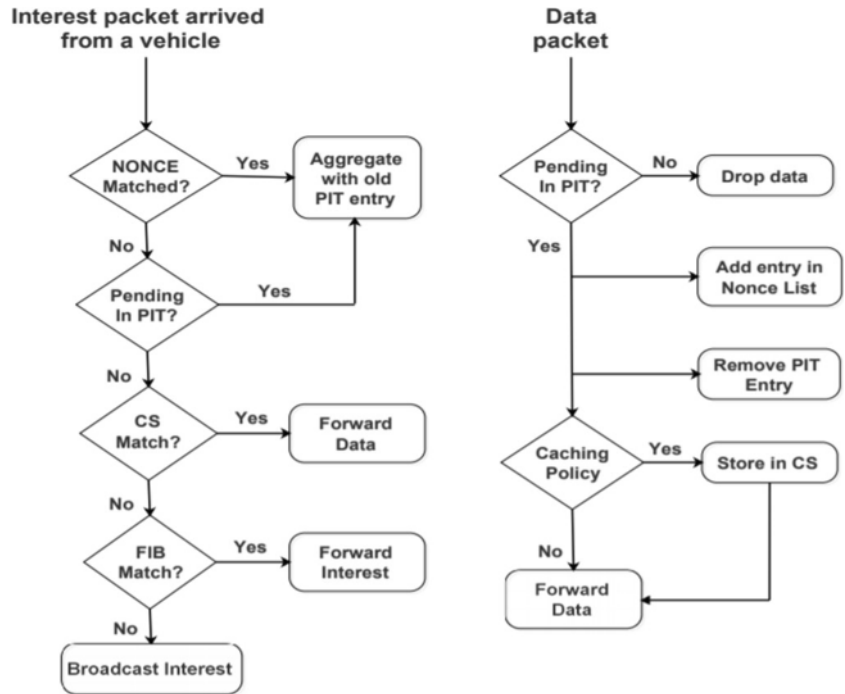 Interest packet arrived
from a vehicle
NONCE
Matched?
Yes
Aggregate
with old
PIT entry
No
Pending
In PIT?
Yes
No
CS
Match?
Yes
Forward
Data
No
FIB
Match?
Yes
Forward
Interest
No
Broadcast Interest
Data
packet
Pending
In PIT?
No
Drop data
Yes
Add entry in
Nonce List
Remove PIT
Entry
Caching
Policy
Yes
Store in CS
No
Forward
Data